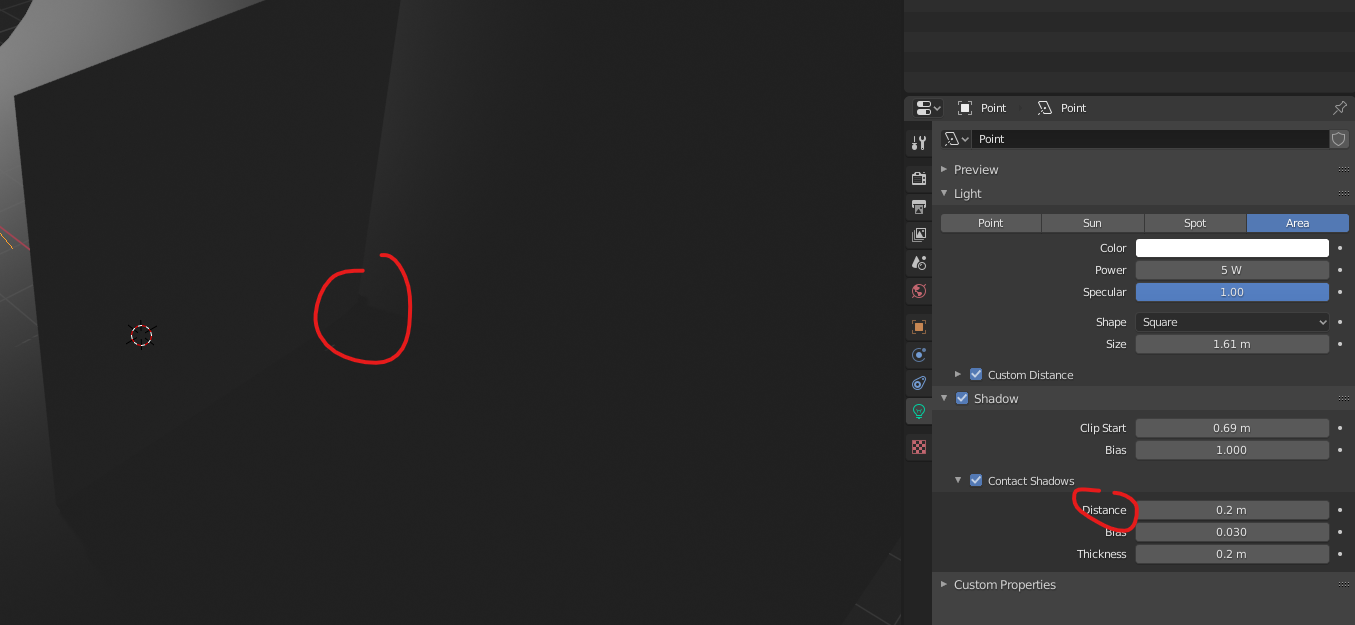 Point Point
Point
Preview
Light
Point Sun Spot Area
Color
Power 5 W
Specular 1.00
Shape Square
Size 1.61 m
Custom Distance
Shadow
Clip Start 0.69 m
Bias 1.000
Contact Shadows
Distance 0.2 m
Bias 0.030
Thickness 0.2 m
Custom Properties